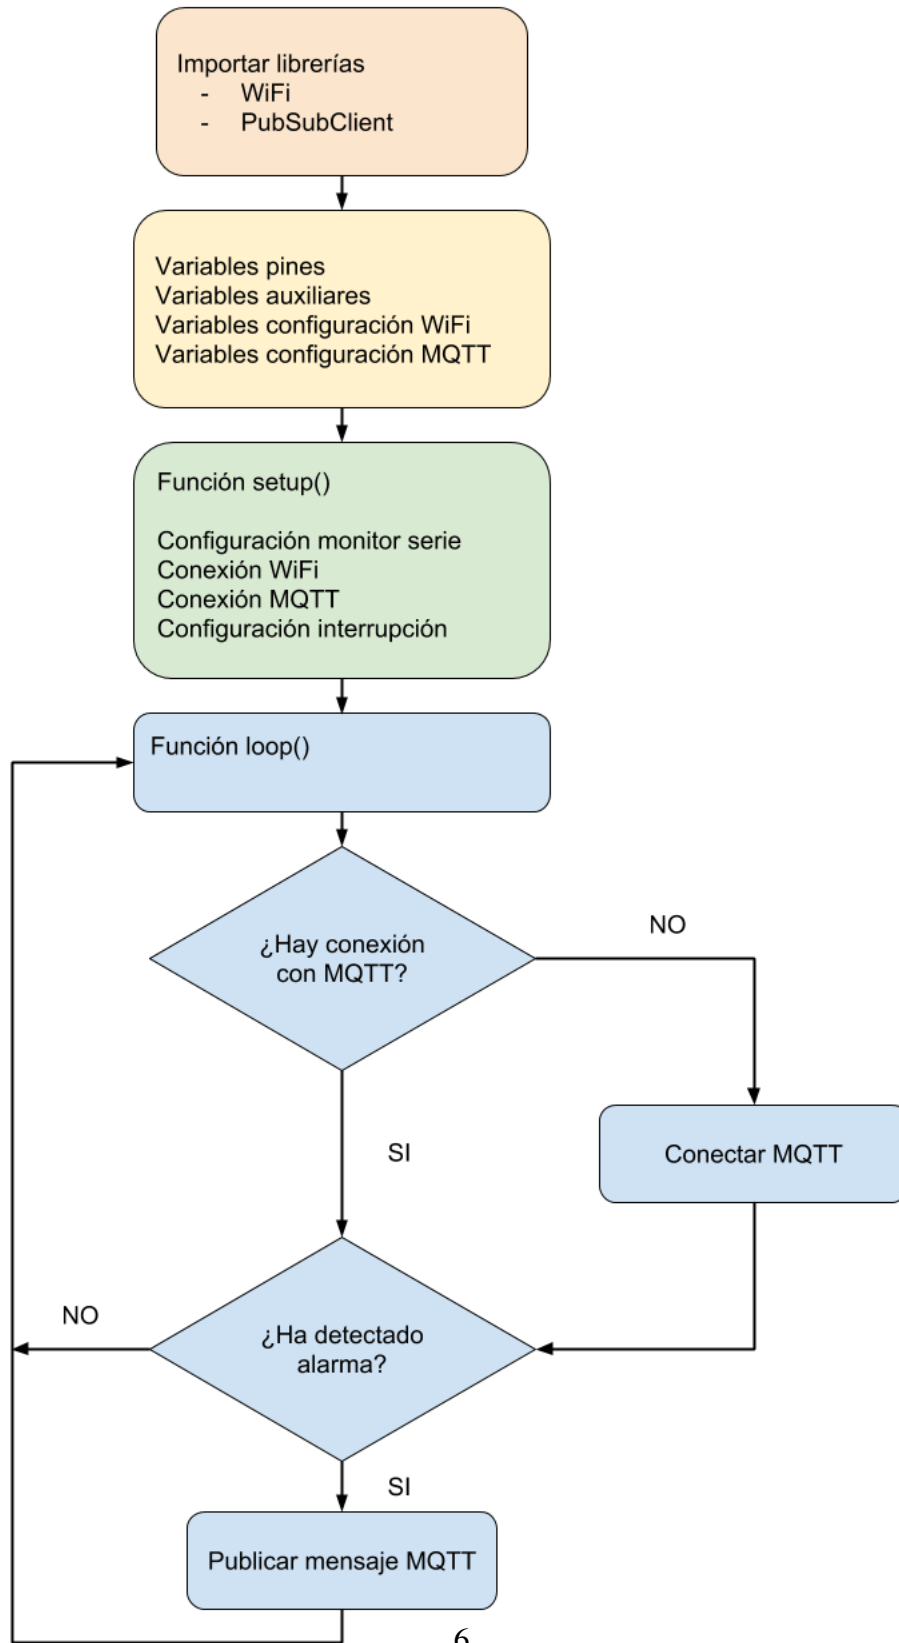 Importar librerías
- WiFi
- PubSubClient
Variables pines
Variables auxiliares
Variables configuración WiFi
Variables configuración MQTT
Función setup()
Configuración monitor serie
Conexión WiFi
Conexión MQTT
Configuración interrupción
Función loop()
¿Hay conexión
con MQTT?
NO
SI
Conectar MQTT
¿Ha detectado
alarma?
NO
SI
Publicar mensaje MQTT
6